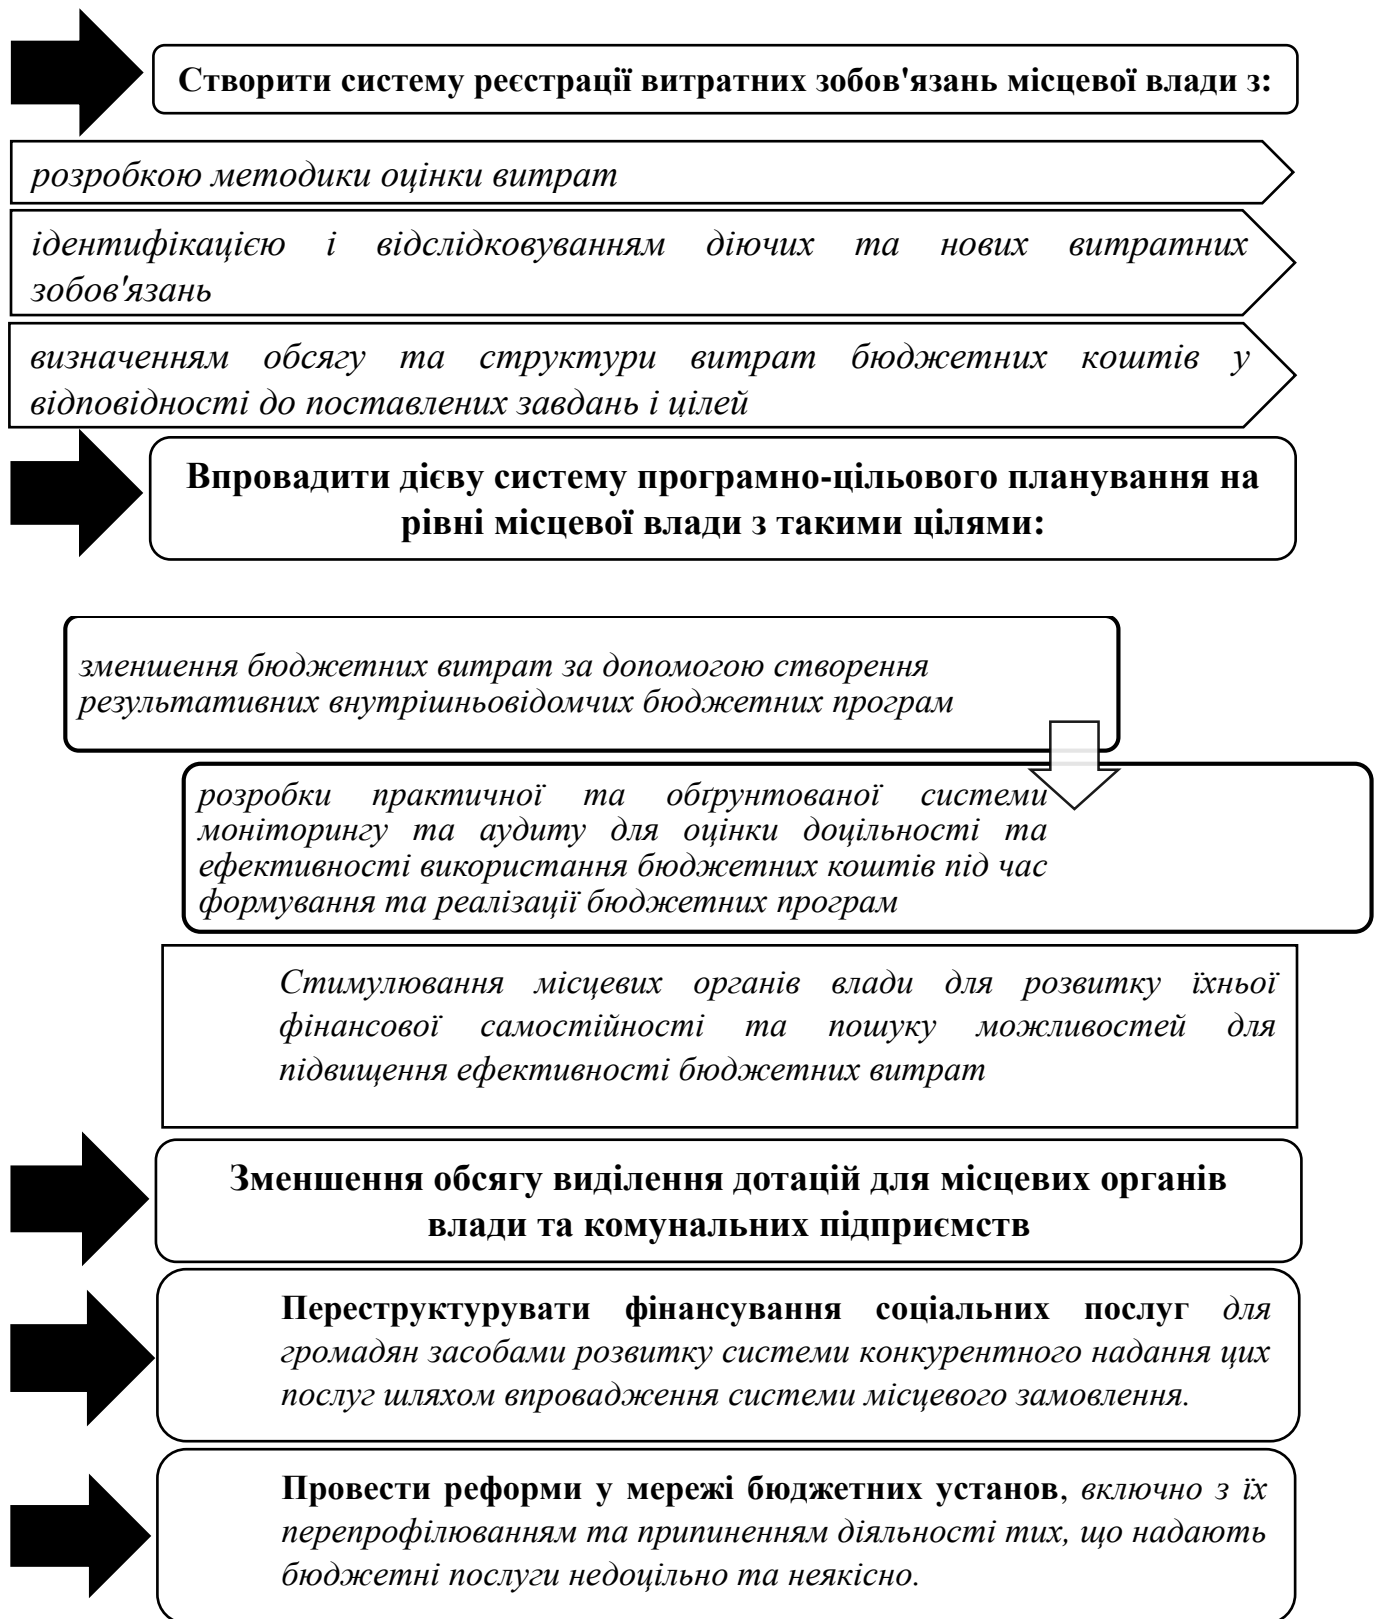 Створити систему реєстрації витратних зобов'язань місцевої влади з:
розробкою методики оцінки витрат
ідентифікацією і відслідковуванням діючих та нових витратних
зобов'язань
визначенням обсягу та структури витрат бюджетних коштів у
відповідності до поставлених завдань і цілей
Впровадити дієву систему програмно-цільового планування на
рівні місцевої влади з такими цілями:
зменшення бюджетних витрат за допомогою створення
результативних внутрішньовідомчих бюджетних програм
розробки практичної та обґрунтованої системи
моніторингу та аудиту для оцінки доцільності та
ефективності використання бюджетних коштів під час
формування та реалізації бюджетних програм
Стимулювання місцевих органів влади для розвитку їхньої
фінансової самостійності та пошуку можливостей для
підвищення ефективності бюджетних витрат
Зменшення обсягу виділення дотацій для місцевих органів
влади та комунальних підприємств
Переструктурувати фінансування соціальних послуг для
громадян засобами розвитку системи конкурентного надання цих
послуг шляхом впровадження системи місцевого замовлення.
Провести реформи у мережі бюджетних установ, включно з їх
перепрофілюванням та припиненням діяльності тих, що надають
бюджетні послуги недоцільно та неякісно.